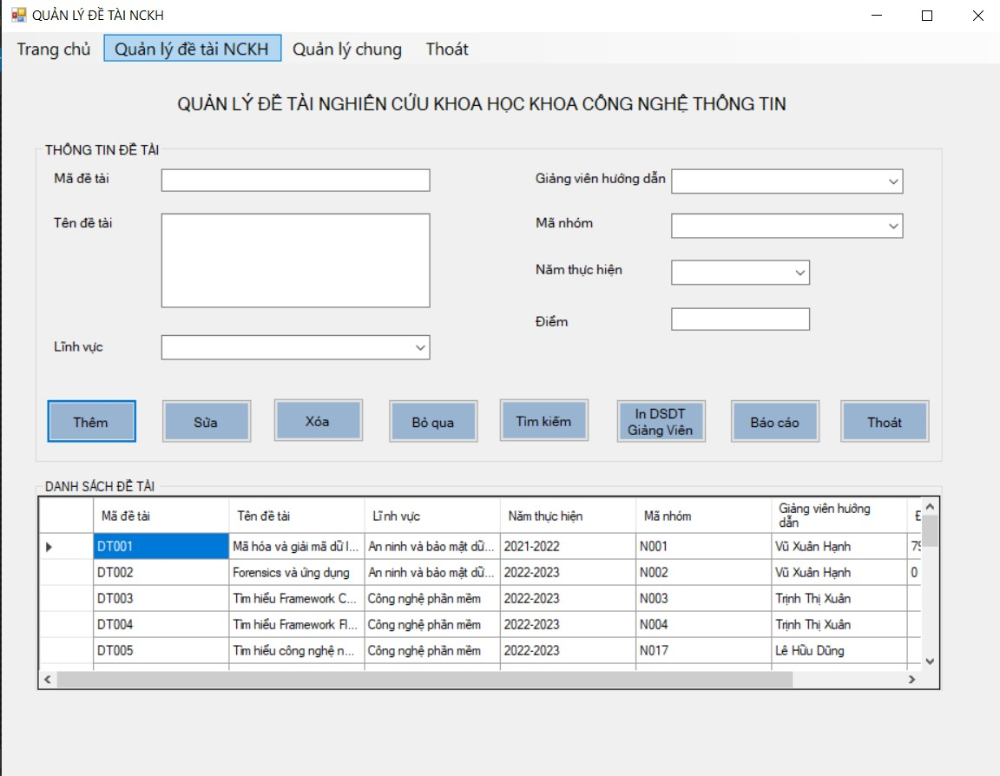 QUẢN LÝ ĐỀ TÀI NCKH
Trang chủ Quản lý đề tài NCKH Quản lý chung Thoát
QUẢN LÝ ĐỀ TÀI NGHIÊN CỨU KHOA HỌC KHOA CÔNG NGHỆ THÔNG TIN
THÔNG TIN ĐỀ TÀI
Mã đề tài
Giảng viên hướng dẫn
Tên đề tài
Mã nhóm
Năm thực hiện
Điểm
Lĩnh vực
Thêm Sửa Xóa Bỏ qua Tìm kiếm In DSDT Giảng Viên Báo cáo Thoát
DANH SÁCH ĐỀ TÀI
Mã đề tài Tên đề tài Lĩnh vực Năm thực hiện Mã nhóm Giảng viên hướng dẫn
DT001 Mã hóa và giải mã dữ l... An ninh và bảo mật dữ... 2021-2022 N001 Vũ Xuân Hạnh
DT002 Forensics và ứng dụng An ninh và bảo mật dữ... 2022-2023 N002 Vũ Xuân Hạnh 0
DT003 Tìm hiểu Framework C... Công nghệ phần mềm 2022-2023 N003 Trịnh Thị Xuân
DT004 Tìm hiểu Framework Fl... Công nghệ phần mềm 2022-2023 N004 Trịnh Thị Xuân
DT005 Tìm hiểu công nghệ n... Công nghệ phần mềm 2022-2023 N017 Lê Hữu Dũng